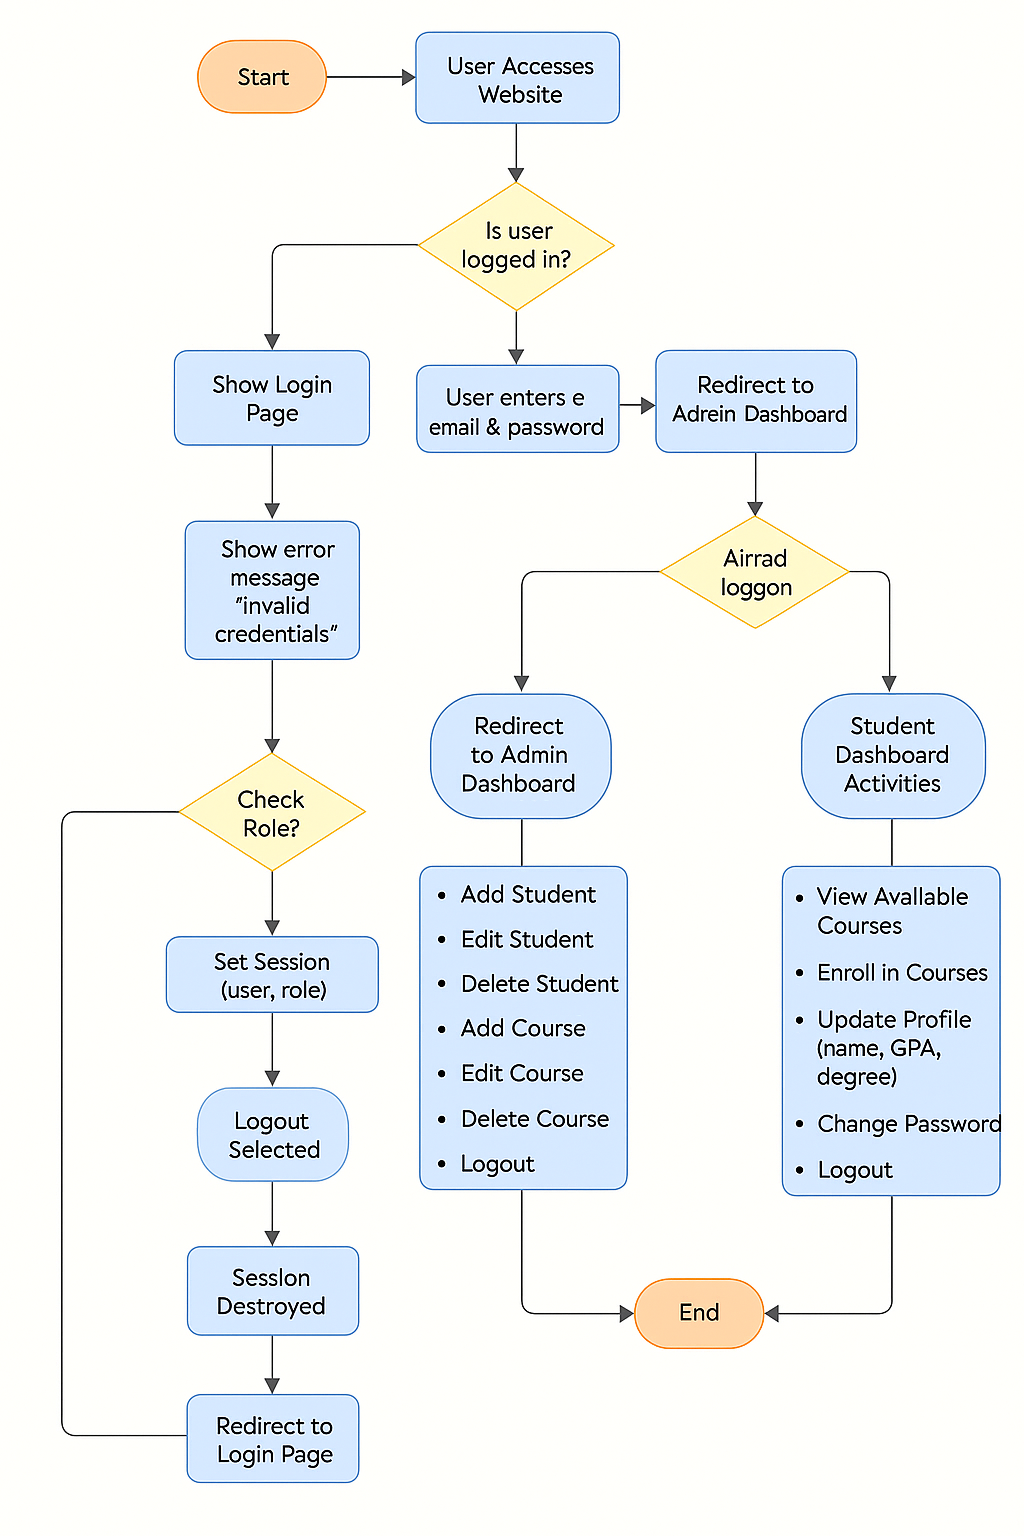 Start
User Accesses
Website
Is user
logged in?
Show Login
Page
User enters e
email & password
Redirect to
Adrein Dashboard
Show error
message
"invalid
credentials"
Airrad
loggon
Redirect
to Admin
Dashboard
Student
Dashboard
Activities
Check
Role?
• Add Student
• Edit Student
• Delete Student
• Add Course
• Edit Course
• Delete Course
• Logout
• View Avallable
Courses
• Enroll in Courses
• Update Profile
(name, GPA,
degree)
• Change Password
• Logout
Set Session
(user, role)
Logout
Selected
Sesslon
Destroyed
End
Redirect to
Login Page